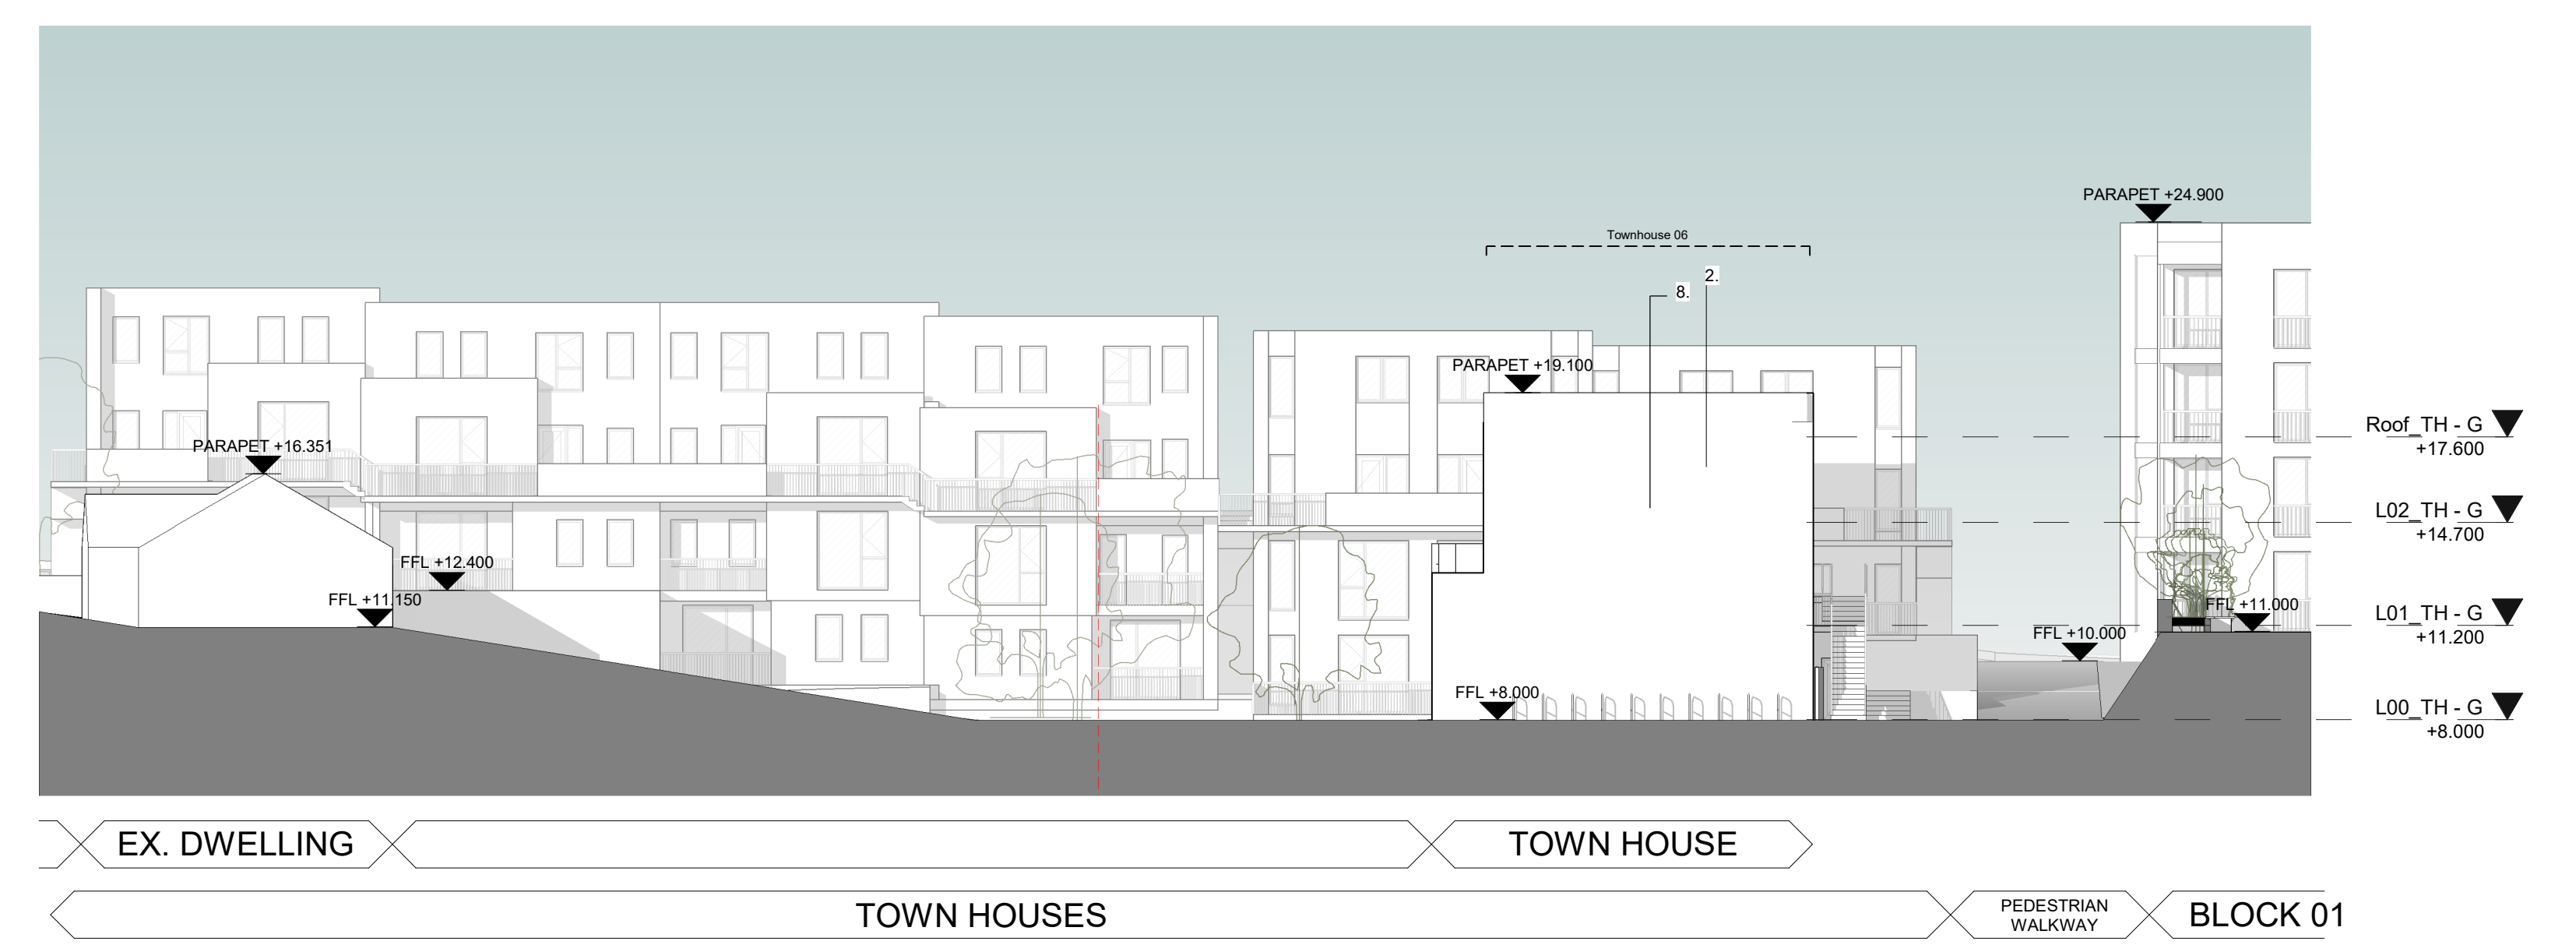 PARAPET +24.900
Townhouse 06
2.
8.
PARAPET +19.100
PARAPET +16.351
Roof_TH - G
+17.600
L02_TH - G
+14.700
FFL +12.400
FFL +11.150
FFL +11.000
L01_TH - G
+11.200
FFL +10.000
FFL +8.000
L00_TH - G
+8.000
EX. DWELLING
TOWN HOUSE
TOWN HOUSES
PEDESTRIAN
WALKWAY
BLOCK 01